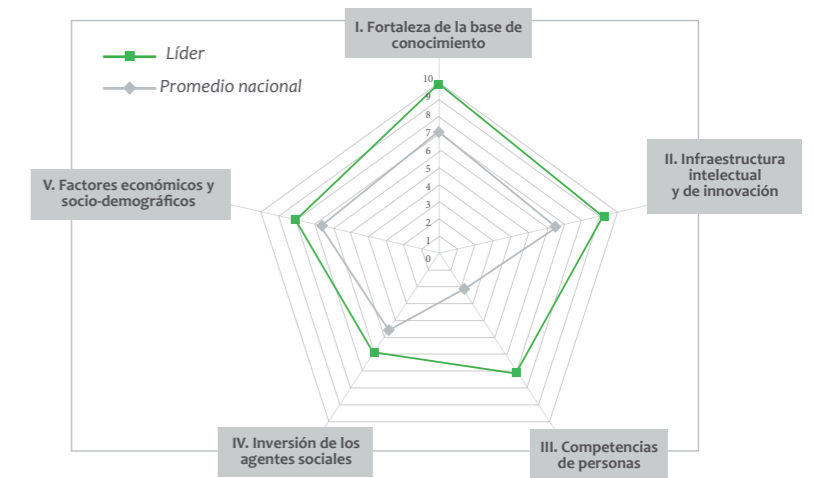 I. Fortaleza de la base de
conocimiento
Líder
Promedio nacional
10
9
8
7
6
5
4
3
2
1
0
II. Infraestructura
intelectual
y de innovación
V. Factores económicos y
socio-demográficos
IV. Inversión de los
agentes sociales
III. Competencias
de personas